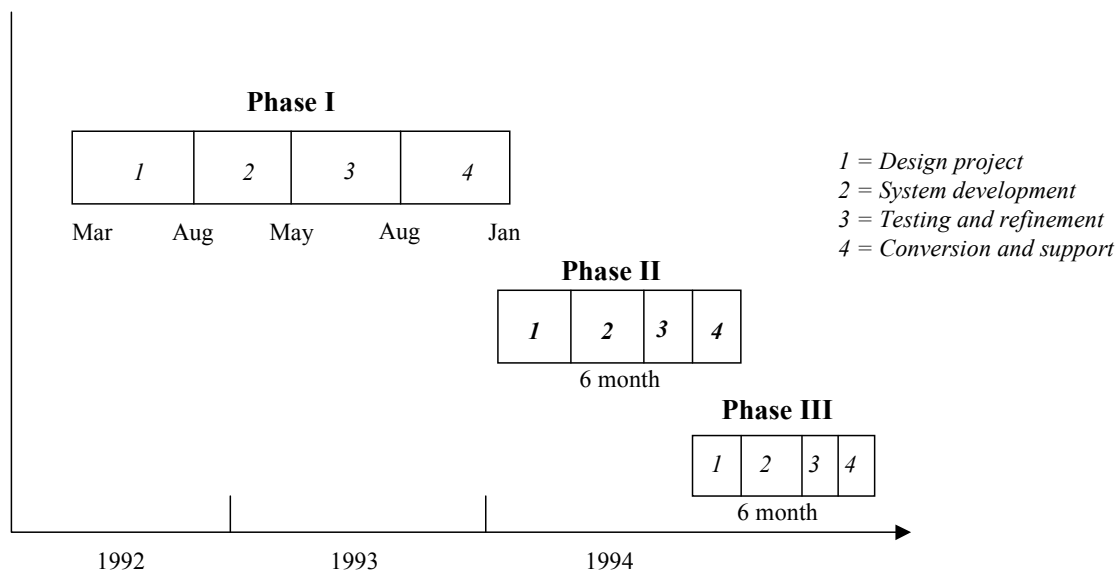 Phase I
1 2 3 4
Mar Aug May Aug Jan
1 = Design project
2 = System development
3 = Testing and refinement
4 = Conversion and support
Phase II
1 2 3 4
6 month
Phase III
1 2 3 4
6 month
1992 1993 1994